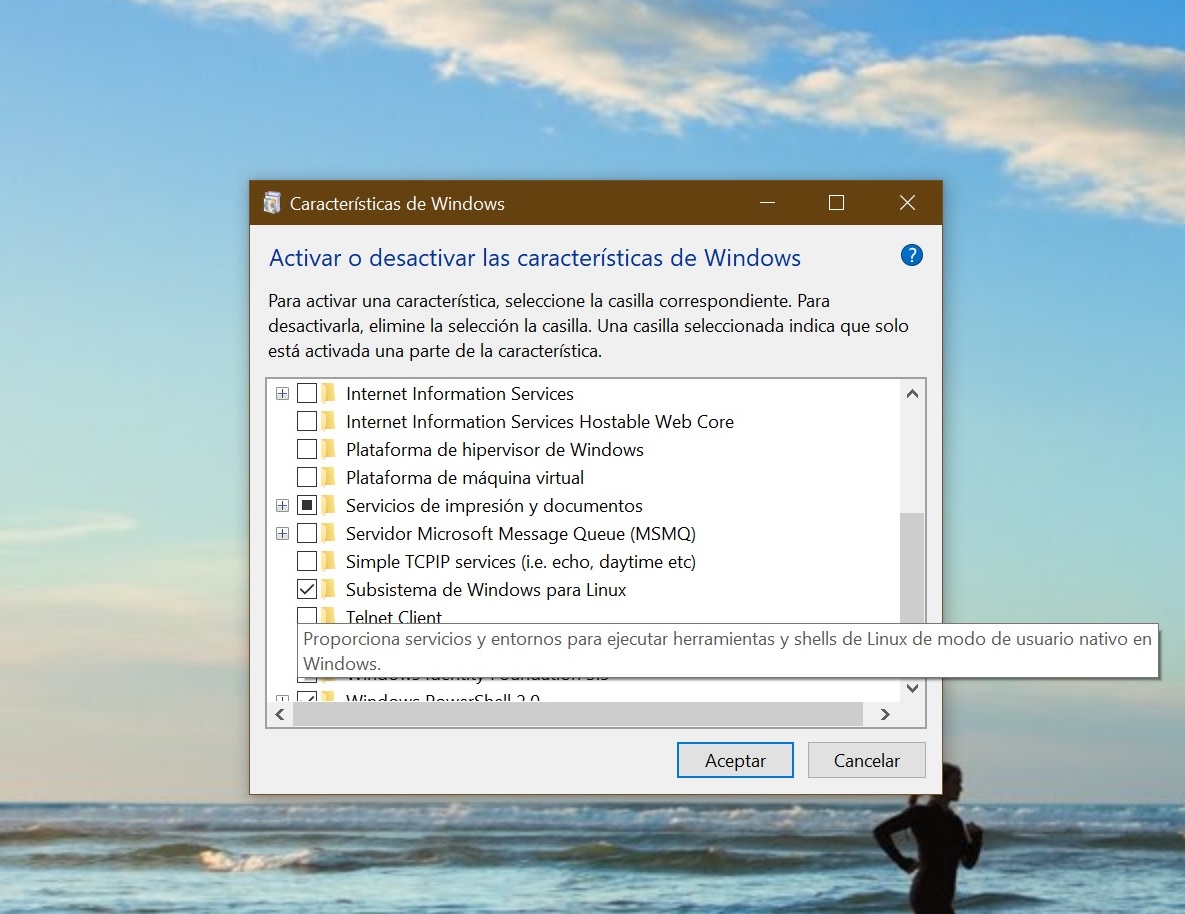 Características de Windows
Activar o desactivar las características de Windows
?
Para activar una característica, seleccione la casilla correspondiente. Para
desactivarla, elimine la selección la casilla. Una casilla seleccionada indica que solo
está activada una parte de la característica.
Internet Information Services
Internet Information Services Hostable Web Core
Plataforma de hipervisor de Windows
Plataforma de máquina virtual
Servicios de impresión y documentos
Servidor Microsoft Message Queue (MSMQ)
Simple TCPIP services (i.e. echo, daytime etc)
Subsistema de Windows para Linux
Telnet Client
Proporciona servicios y entornos para ejecutar herramientas y shells de Linux de modo de usuario nativo en
Windows.
Windows Identity Foundation 3.5
Windows PowerShell 2.0
Aceptar
Cancelar